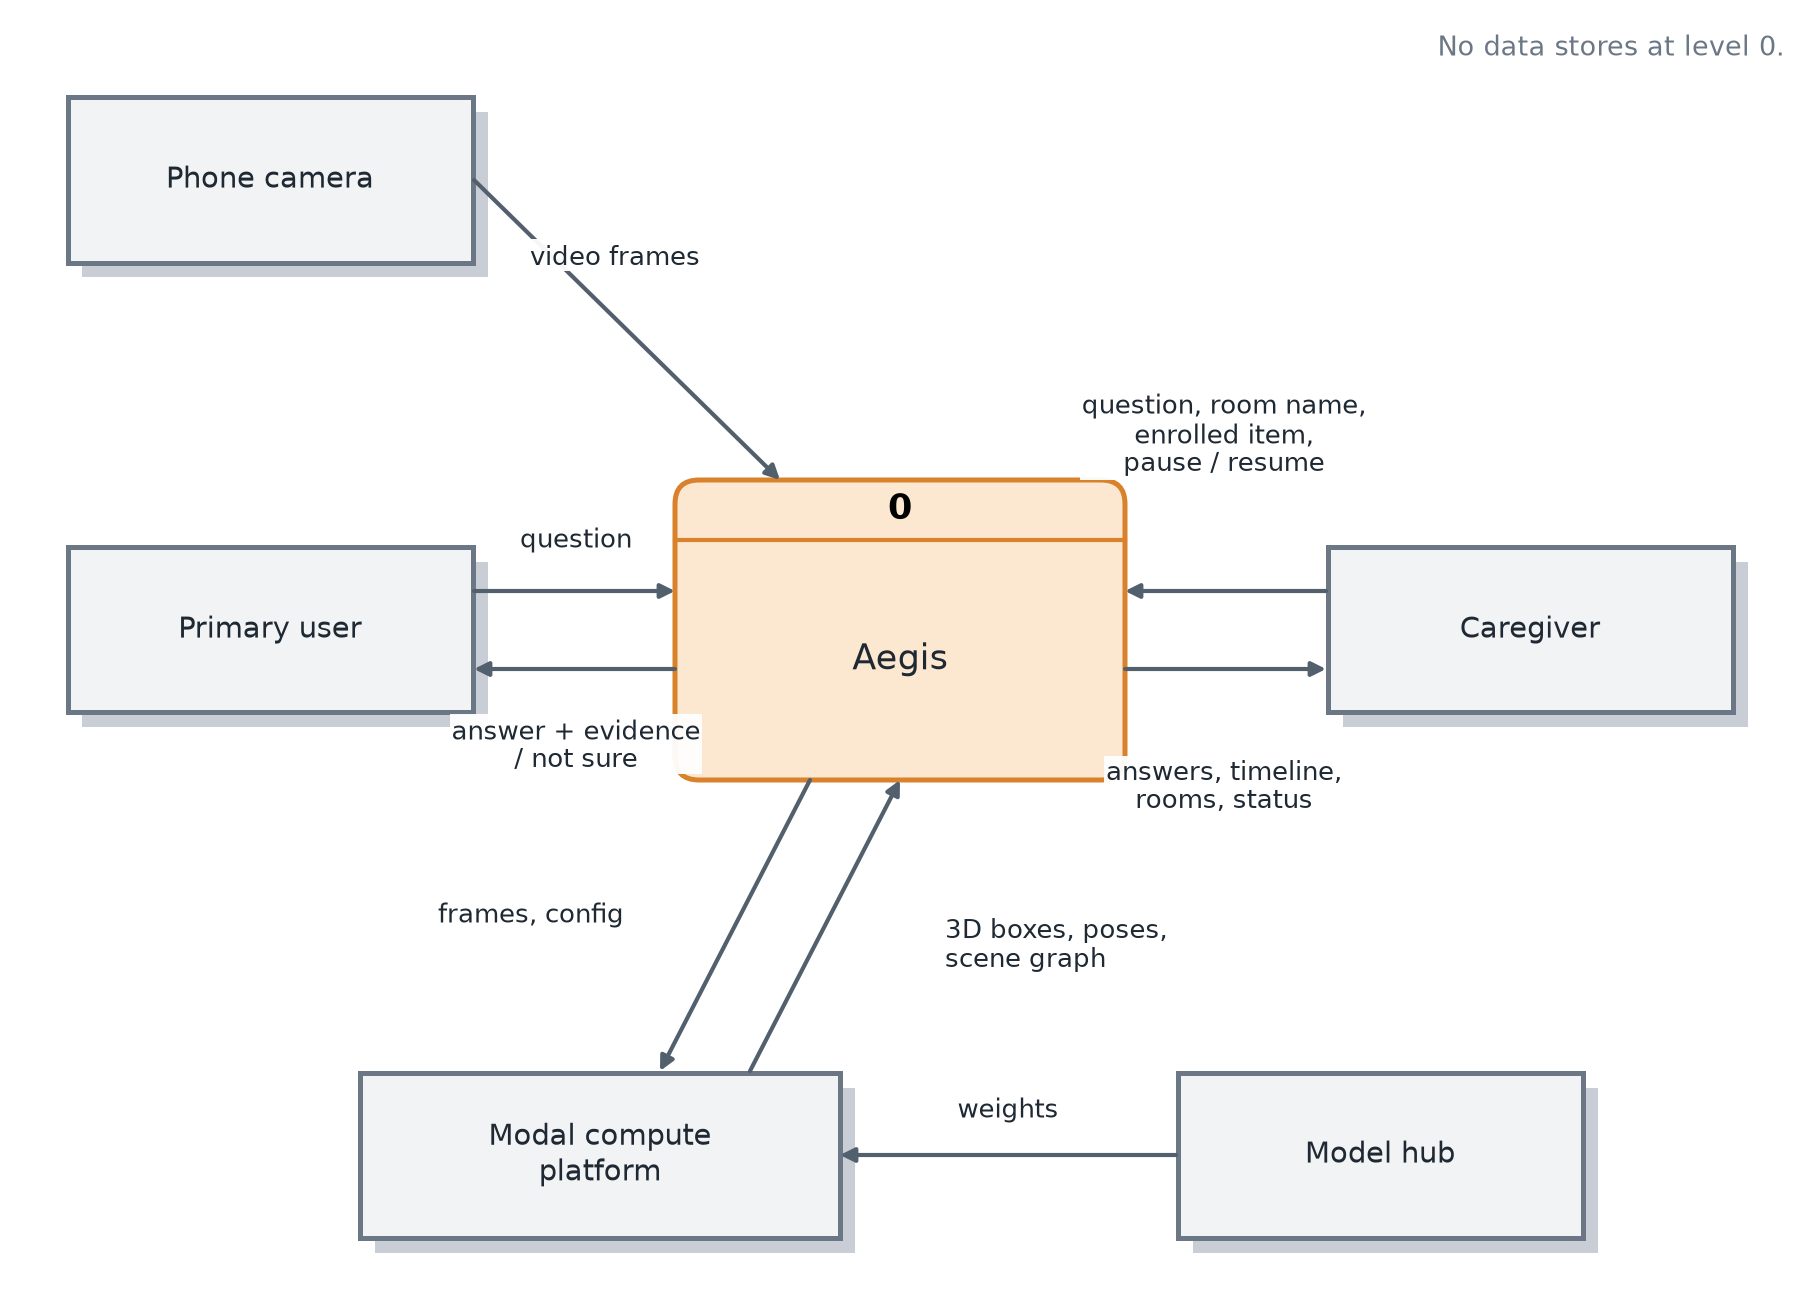 No data stores at level 0.
Phone camera
video frames
question, room name,
enrolled item,
pause / resume
0
question
Primary user
Aegis
Caregiver
answer + evidence
/ not sure
answers, timeline,
rooms, status
frames, config
3D boxes, poses,
scene graph
weights
Modal compute
platform
Model hub